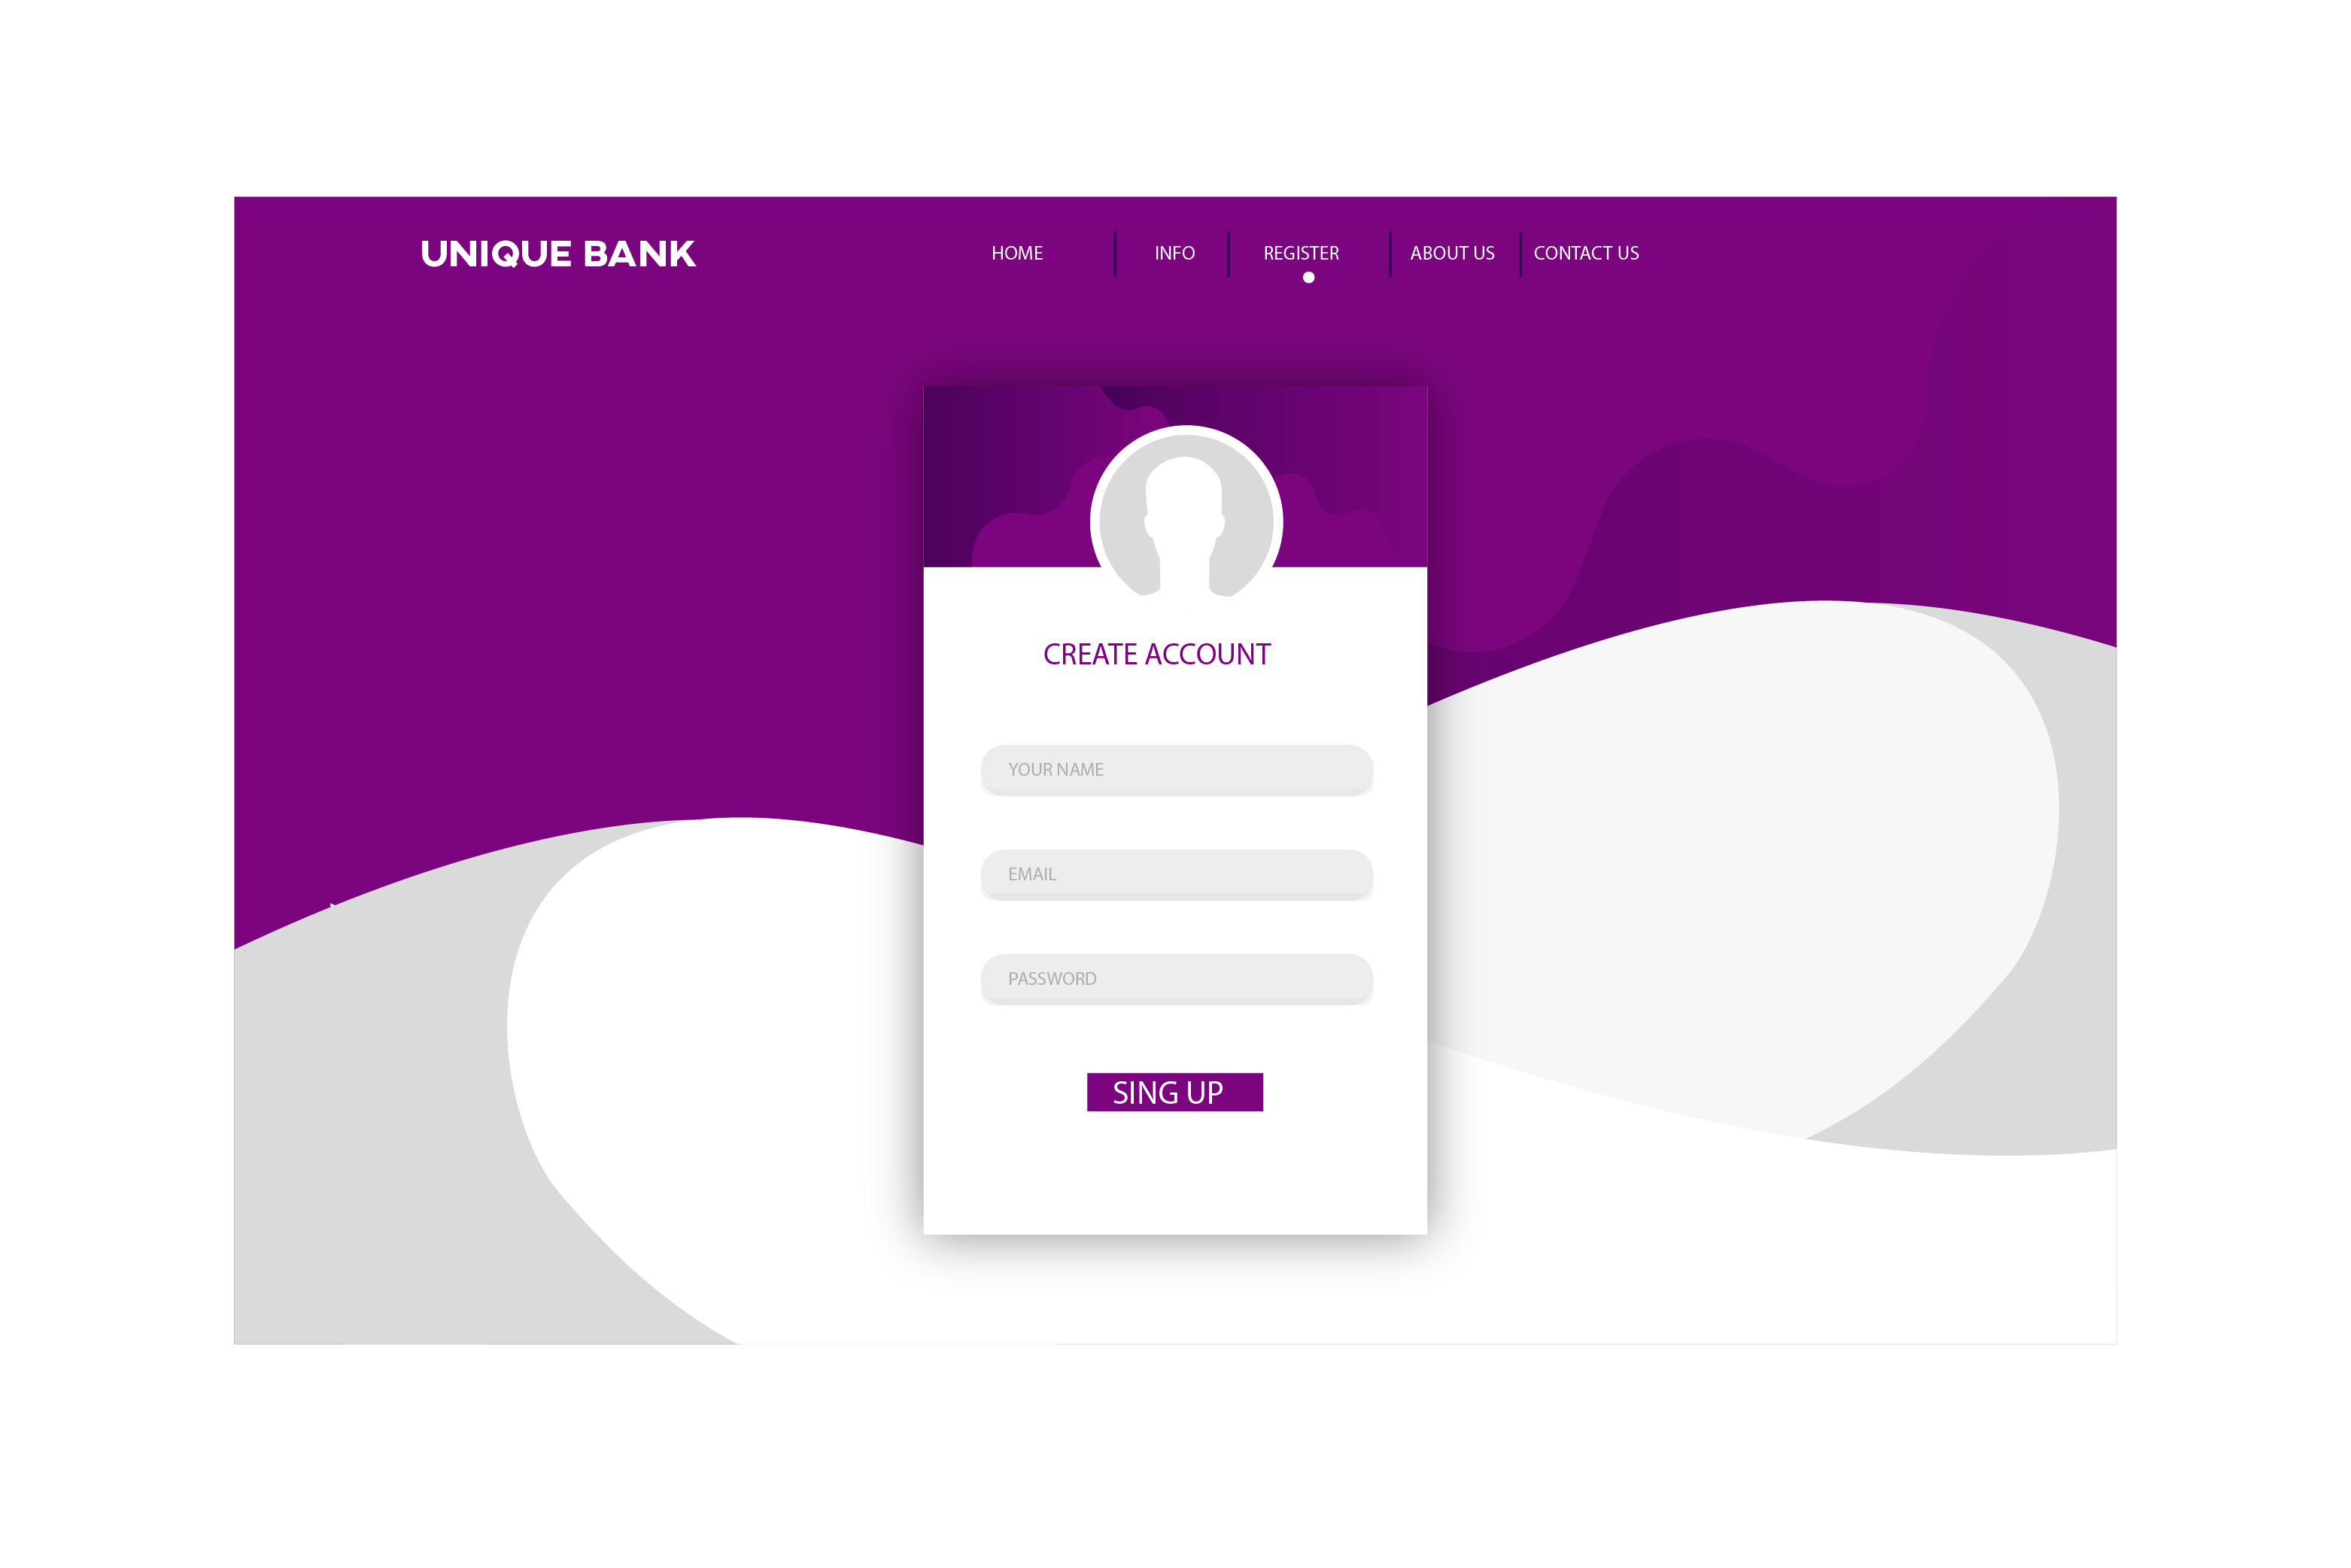 UNIQUE BANK
HOME
INFO
REGISTER
ABOUT US
CONTACT US
CREATE ACCOUNT
YOUR NAME
EMAIL
PASSWORD
SING UP